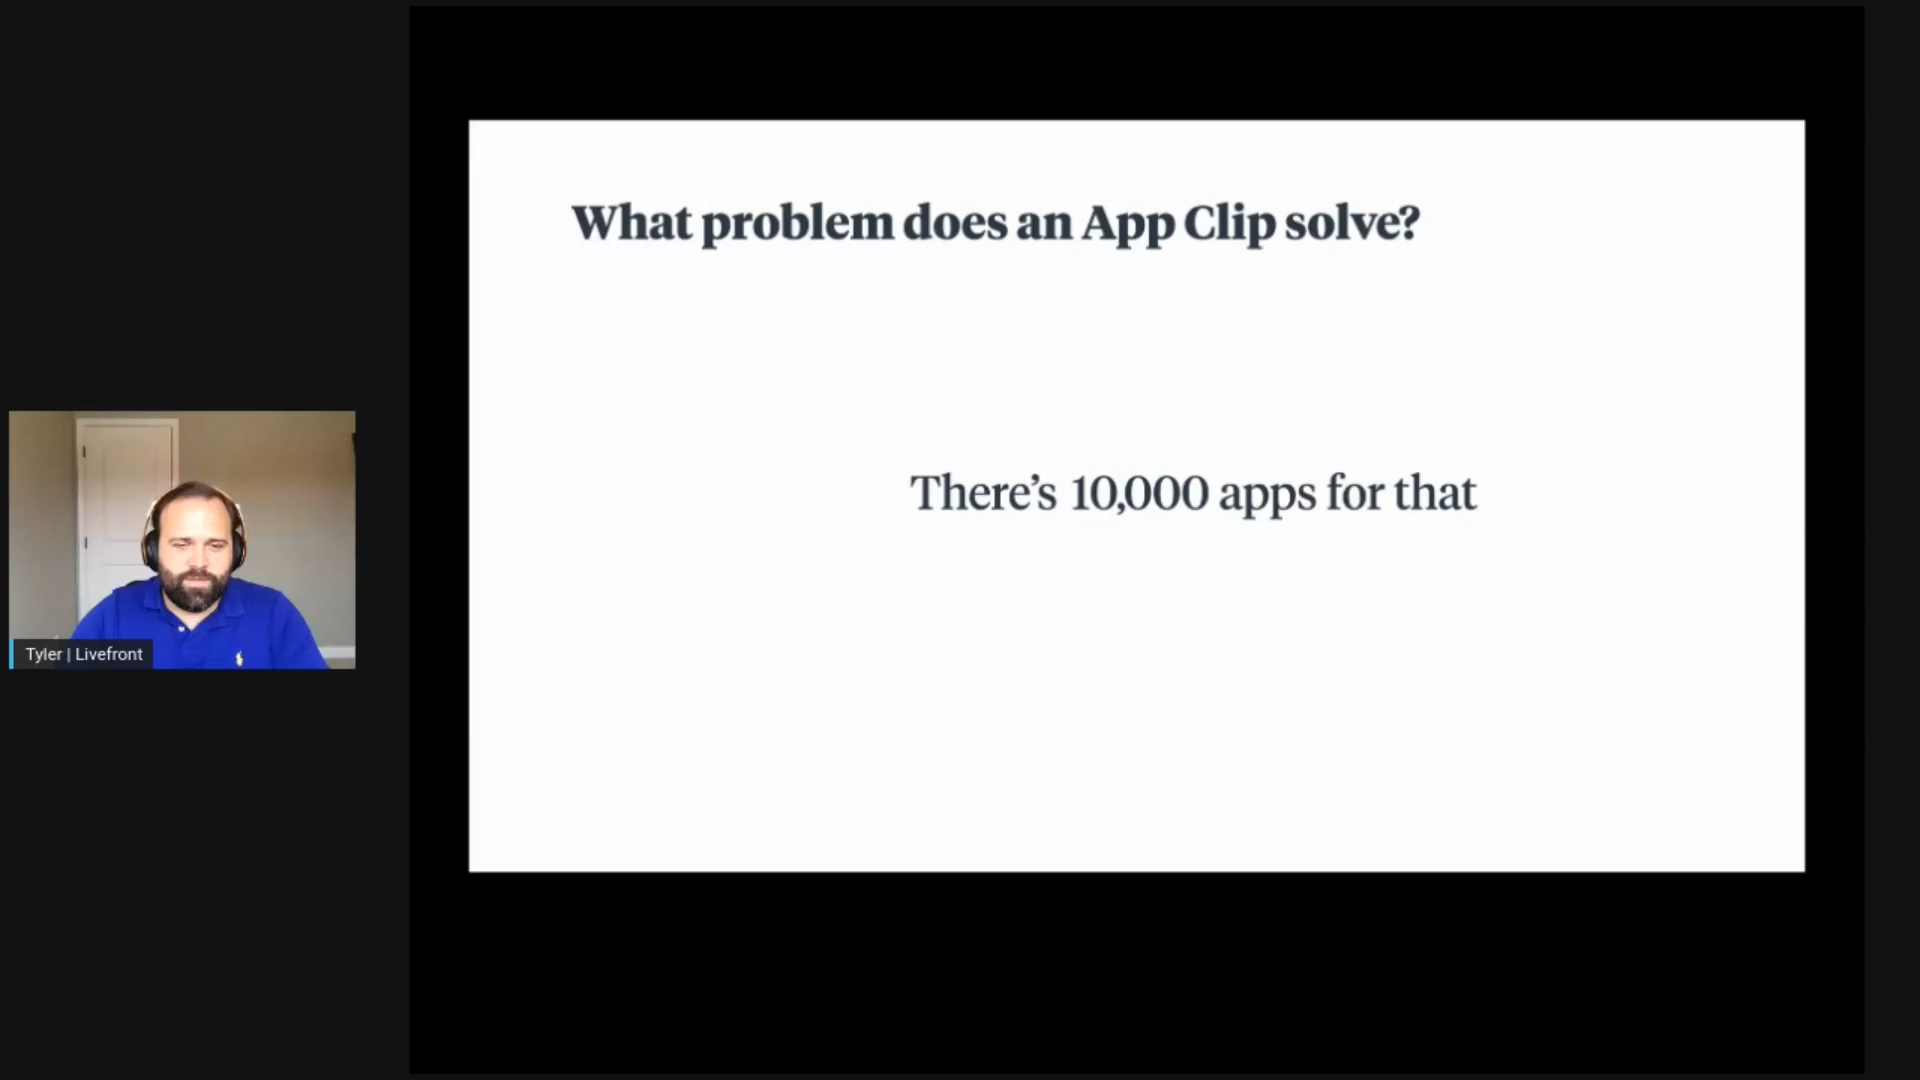 What problem does an App Clip solve?
There’s 10,000 apps for that
Tyler | Livefront